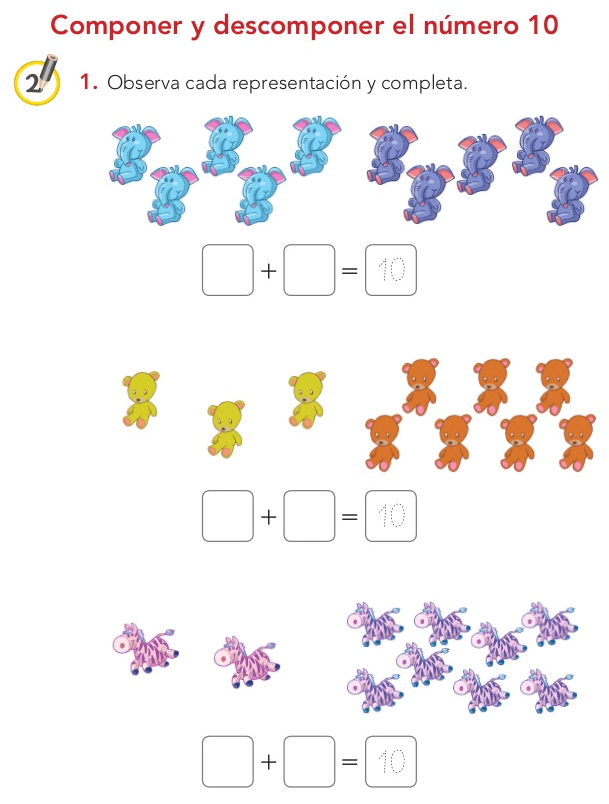 Componer y descomponer el número 10
2
1. Observa cada representación y completa.
+ = 10
+ = 10
+ = 10